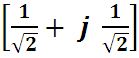 [1/√2 + j 1/√2]